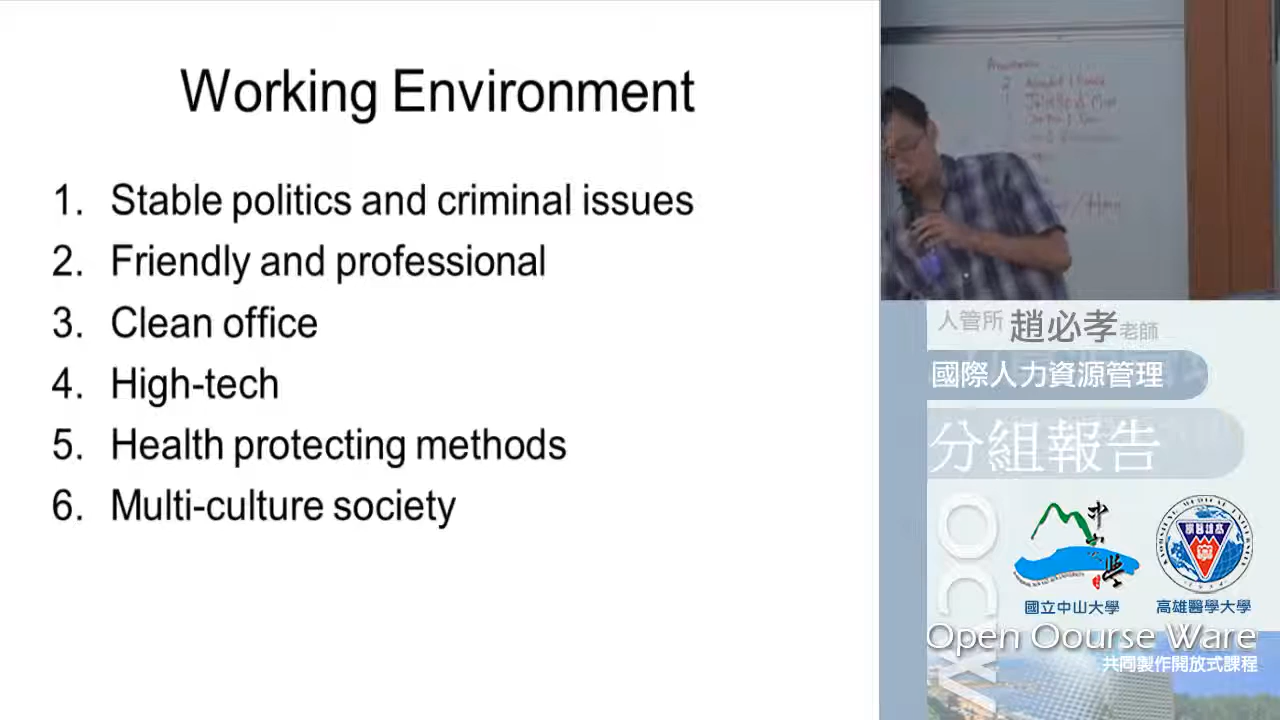 Working Environment
1. Stable politics and criminal issues
2. Friendly and professional
3. Clean office
4. High-tech
5. Health protecting methods
6. Multi-culture society
人管所 趙必孝老師
國際人力資源管理
分組報告
OCW
國立中山大學
高雄醫學大學
Open Oourse Ware
共同製作開放式課程